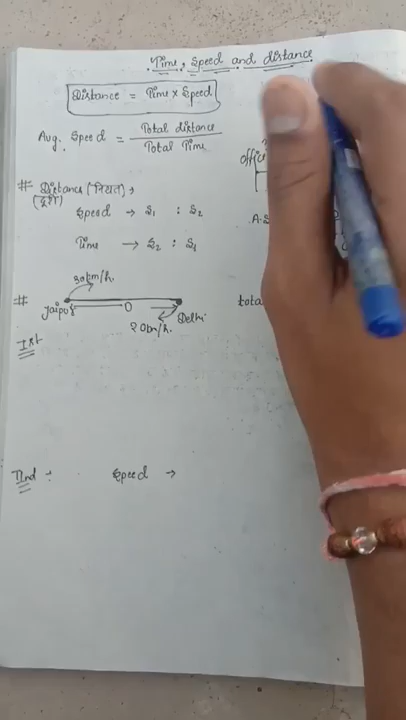 Time, Speed and distance
Distance = Time x Speed
Avg. Speed = Total distance
Total Time
# Distance (नियत) →
(दूरी)
Speed → S₁ : S₂
Time → S₂ : S₁
30km/h.
# Jaipur D Delhi
20km/h.
Ist
IInd :- Speed →
offic
A.S
total